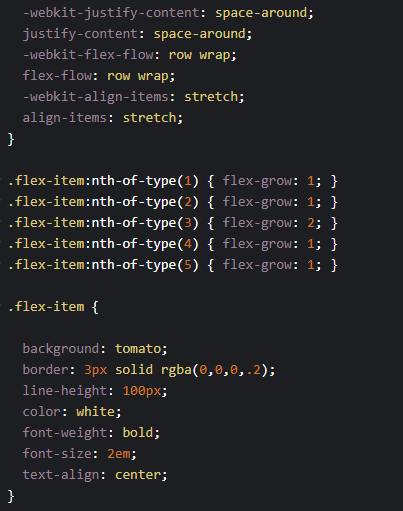 -webkit-justify-content: space-around;
justify-content: space-around;
-webkit-flex-flow: row wrap;
flex-flow: row wrap;
-webkit-align-items: stretch;
align-items: stretch;
}
.flex-item:nth-of-type(1) { flex-grow: 1; }
.flex-item:nth-of-type(2) { flex-grow: 1; }
.flex-item:nth-of-type(3) { flex-grow: 2; }
.flex-item:nth-of-type(4) { flex-grow: 1; }
.flex-item:nth-of-type(5) { flex-grow: 1; }
.flex-item {
background: tomato;
border: 3px solid rgba(0,0,0,.2);
line-height: 100px;
color: white;
font-weight: bold;
font-size: 2em;
text-align: center;
}